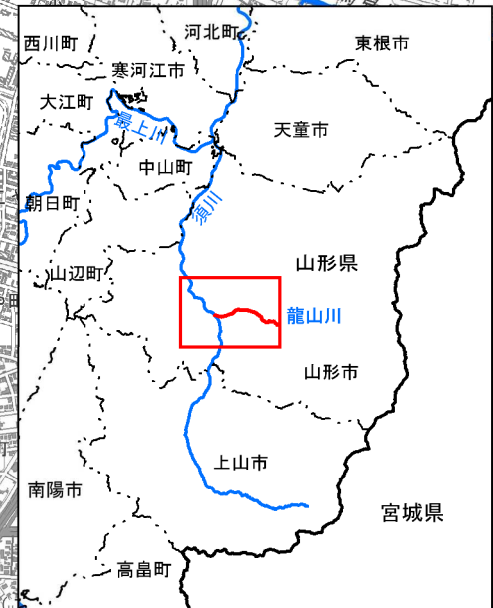 河北町
西川町
東根市
寒河江市
大江町
最上川
天童市
中山町
須川
朝日町
山形県
山辺町
龍山川
山形市
上山市
南陽市
宮城県
高畠町